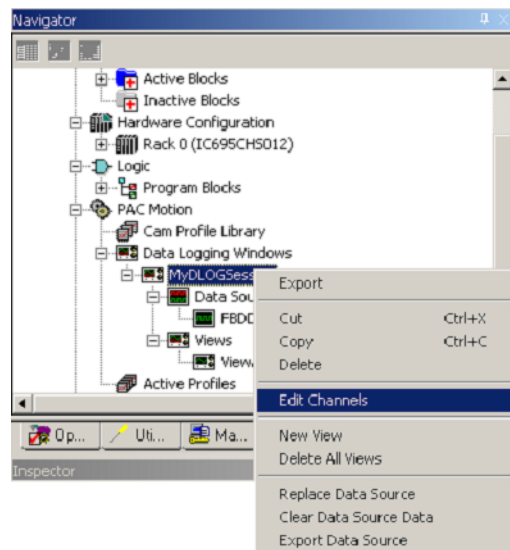 Navigator
Active Blocks
Inactive Blocks
Hardware Configuration
Rack 0 (IC695CHS012)
Logic
Program Blocks
PAC Motion
Cam Profile Library
Data Logging Windows
MyDLOGSess
Data Sou
FBDD
Views
View
Active Profiles
Export
Cut Ctrl+X
Copy Ctrl+C
Delete
Edit Channels
New View
Delete All Views
Replace Data Source
Clear Data Source Data
Export Data Source
Op...
Uti...
Ma...
Inspector